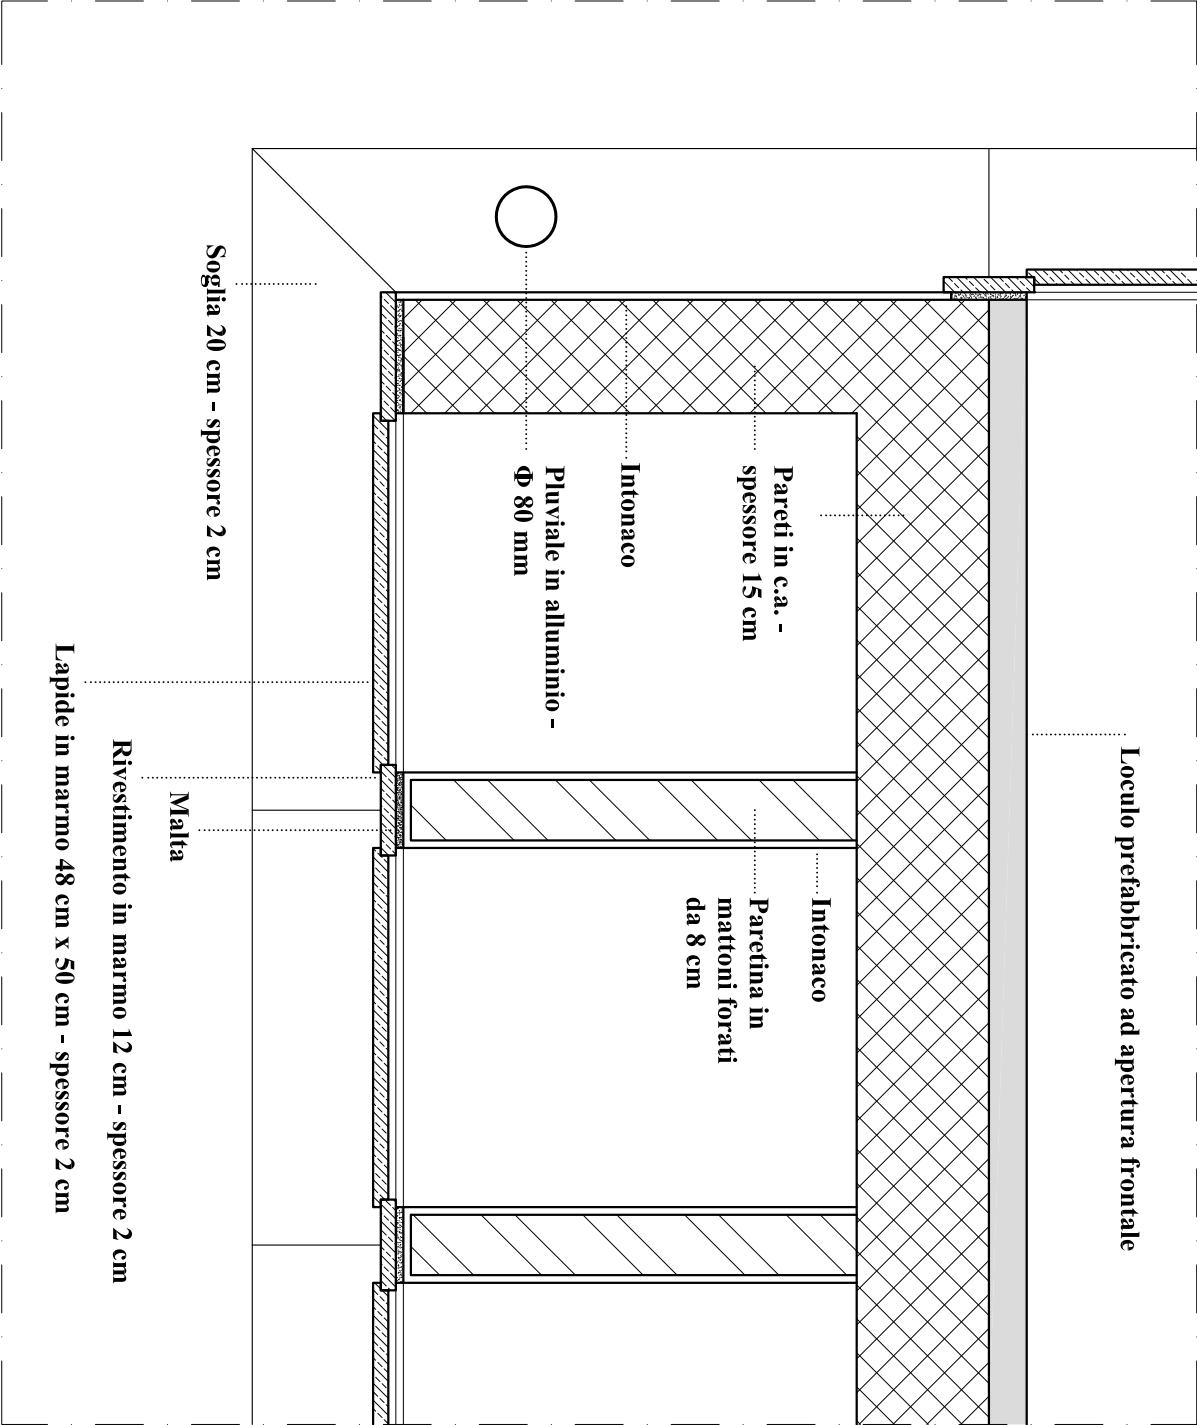 Loculo prefabbricato ad apertura frontale
Pareti in c.a. -
spessore 15 cm
Intonaco
Pluviale in alluminio -
Φ 80 mm
Intonaco
Paretina in
mattoni forati
da 8 cm
Soglia 20 cm - spessore 2 cm
Malta
Rivestimento in marmo 12 cm - spessore 2 cm
Lapide in marmo 48 cm x 50 cm - spessore 2 cm